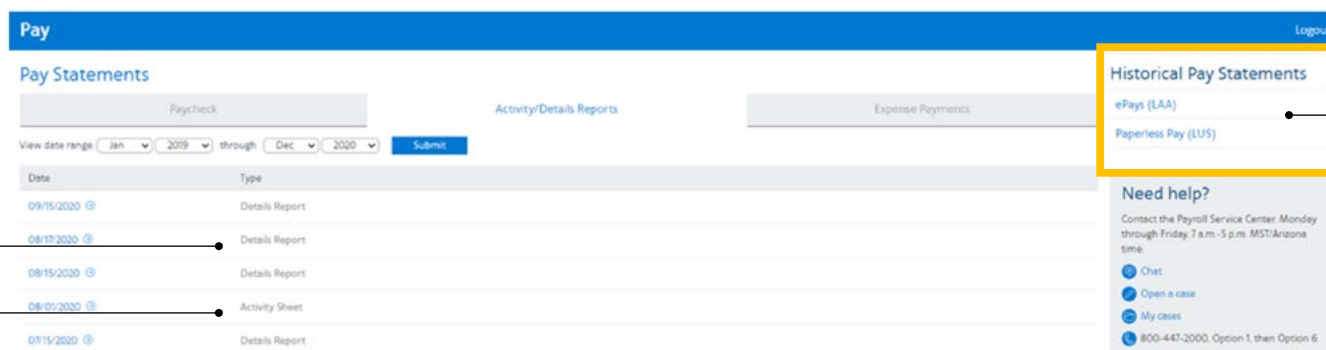 Pay
Logou
Pay Statements
Paycheck
Activity/Details Reports
Expense Payments
View date range Jan 2019 through Dec 2020 Submit
Date Type
09/15/2020 Details Report
08/17/2020 Details Report
08/15/2020 Details Report
08/01/2020 Activity Sheet
07/15/2020 Details Report
Historical Pay Statements
ePays (LAA)
Paperless Pay (LUS)
Need help?
Contact the Payroll Service Center. Monday
through Friday, 7 a.m.-5 p.m. MST/Arizona
time.
Chat
Open a case
My cases
800-447-2000, Option 1, then Option 6